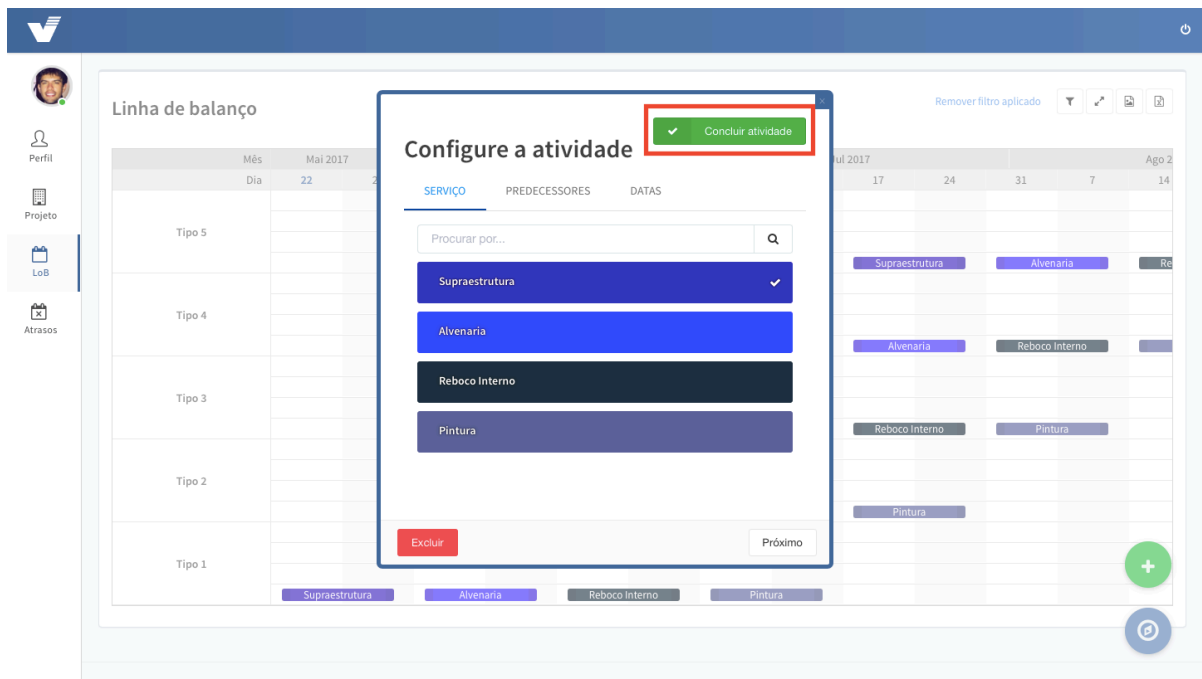 Linha de balanço
Remover filtro aplicado
Perfil
Projeto
LoB
Atrasos
Mês Mai 2017 Jul 2017 Ago 2
Dia 22 2 17 24 31 7 14
Tipo 5
Supraestrutura Alvenaria Re
Tipo 4
Alvenaria Reboco Interno
Tipo 3
Reboco Interno Pintura
Tipo 2
Pintura
Tipo 1
Supraestrutura Alvenaria Reboco Interno Pintura
x
Concluir atividade
Configure a atividade
SERVIÇO PREDECESSORES DATAS
Procurar por...
Supraestrutura
Alvenaria
Reboco Interno
Pintura
Excluir Próximo